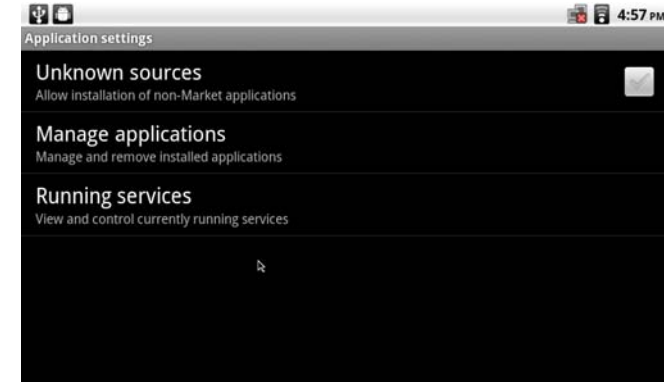 4:57 PM
Application settings
Unknown sources
Allow installation of non-Market applications
Manage applications
Manage and remove installed applications
Running services
View and control currently running services